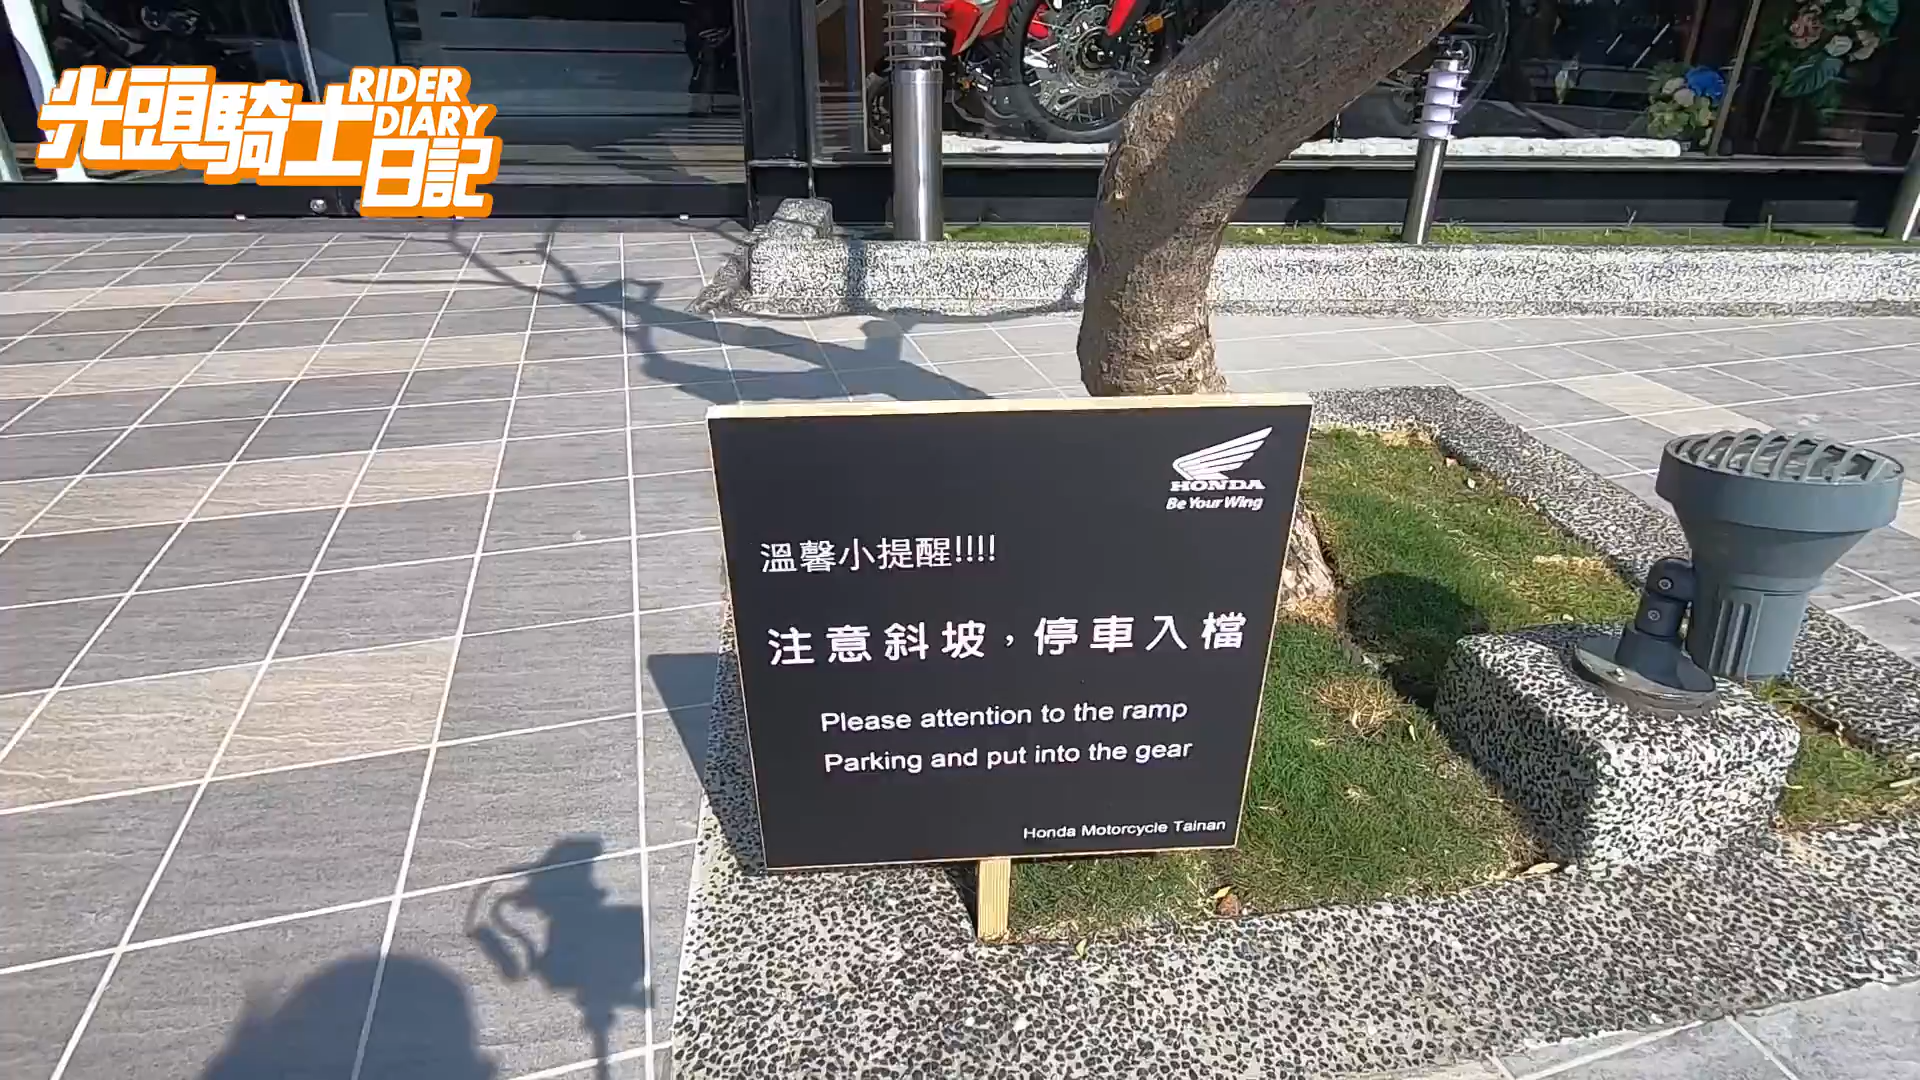 光頭騎士
RIDER
DIARY
日記
HONDA
Be Your Wing
溫馨小提醒!!!!
注意斜坡，停車入檔
Please attention to the ramp
Parking and put into the gear
Honda Motorcycle Tainan